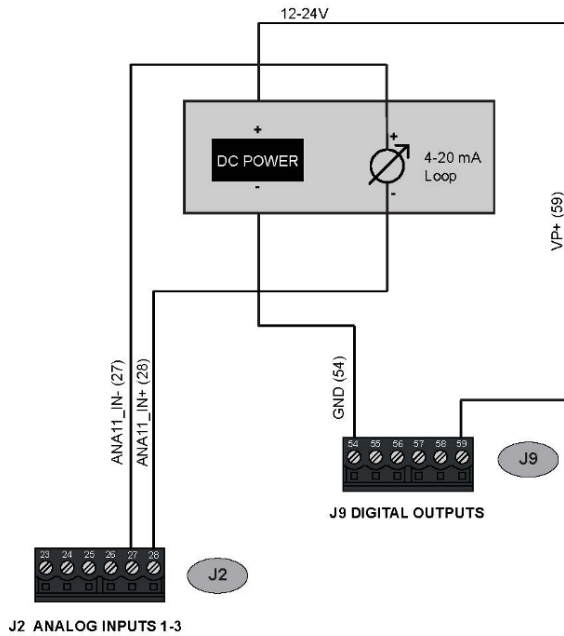 12-24V
+
DC POWER
-
+
4-20 mA
Loop
-
VP+ (59)
ANA11_IN- (27)
ANA11_IN+ (28)
GND (54)
54 55 56 57 58 59
J9
J9 DIGITAL OUTPUTS
23 24 25 26 27 28
J2
J2 ANALOG INPUTS 1-3